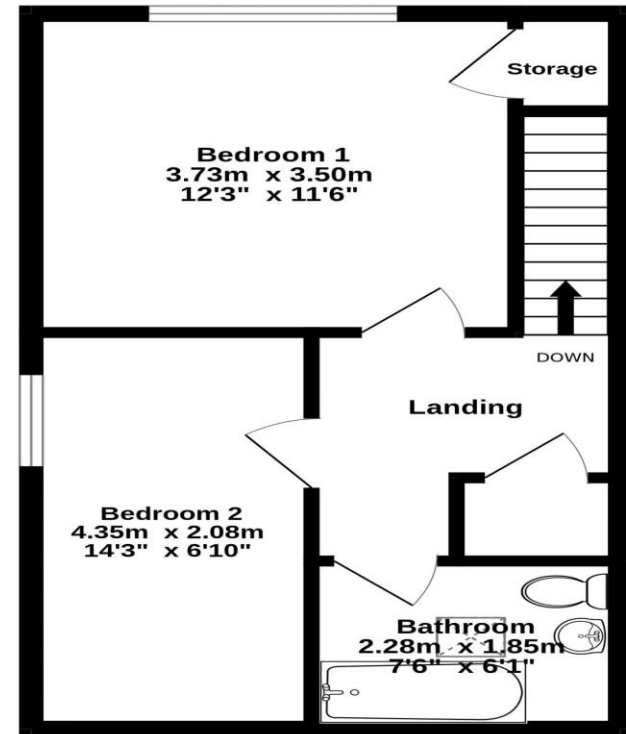 Storage
Bedroom 1
3.73m x 3.50m
12'3" x 11'6"
DOWN
Landing
Bedroom 2
4.35m x 2.08m
14'3" x 6'10"
Bathroom
2.28m x 1.85m
7'6" x 6'1"